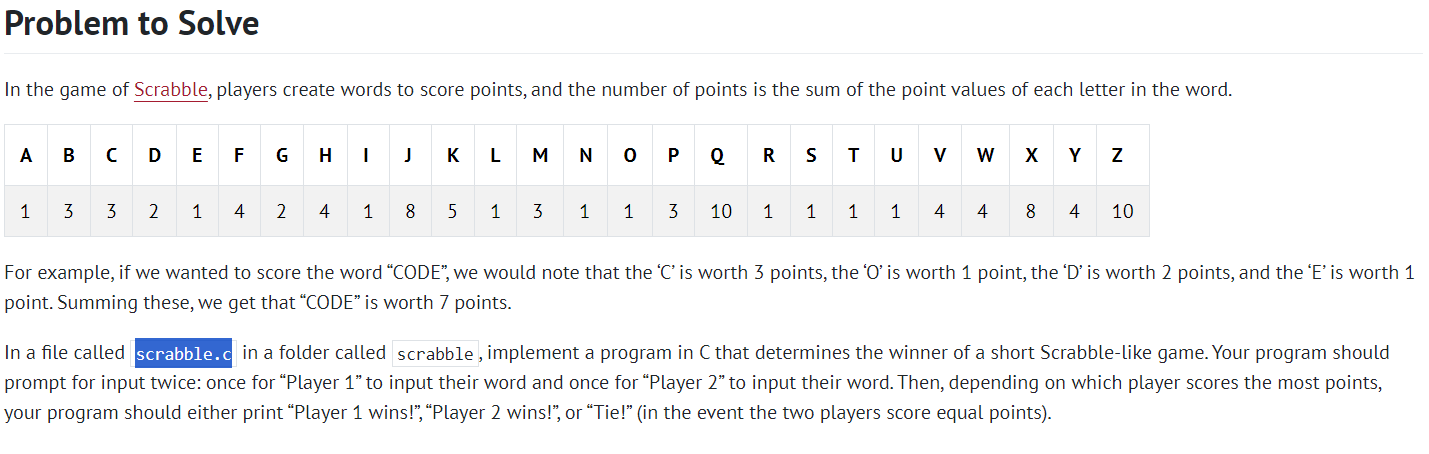 Problem to Solve
In the game of Scrabble, players create words to score points, and the number of points is the sum of the point values of each letter in the word.
A B C D E F G H I J K L M N O P Q R S T U V W X Y Z
1 3 3 2 1 4 2 4 1 8 5 1 3 1 1 3 10 1 1 1 1 4 4 8 4 10
For example, if we wanted to score the word “CODE”, we would note that the ‘C’ is worth 3 points, the ‘O’ is worth 1 point, the ‘D’ is worth 2 points, and the ‘E’ is worth 1
point. Summing these, we get that “CODE” is worth 7 points.
In a file called scrabble.c in a folder called scrabble, implement a program in C that determines the winner of a short Scrabble-like game. Your program should
prompt for input twice: once for “Player 1” to input their word and once for “Player 2” to input their word. Then, depending on which player scores the most points,
your program should either print “Player 1 wins!”, “Player 2 wins!”, or “Tie!” (in the event the two players score equal points).